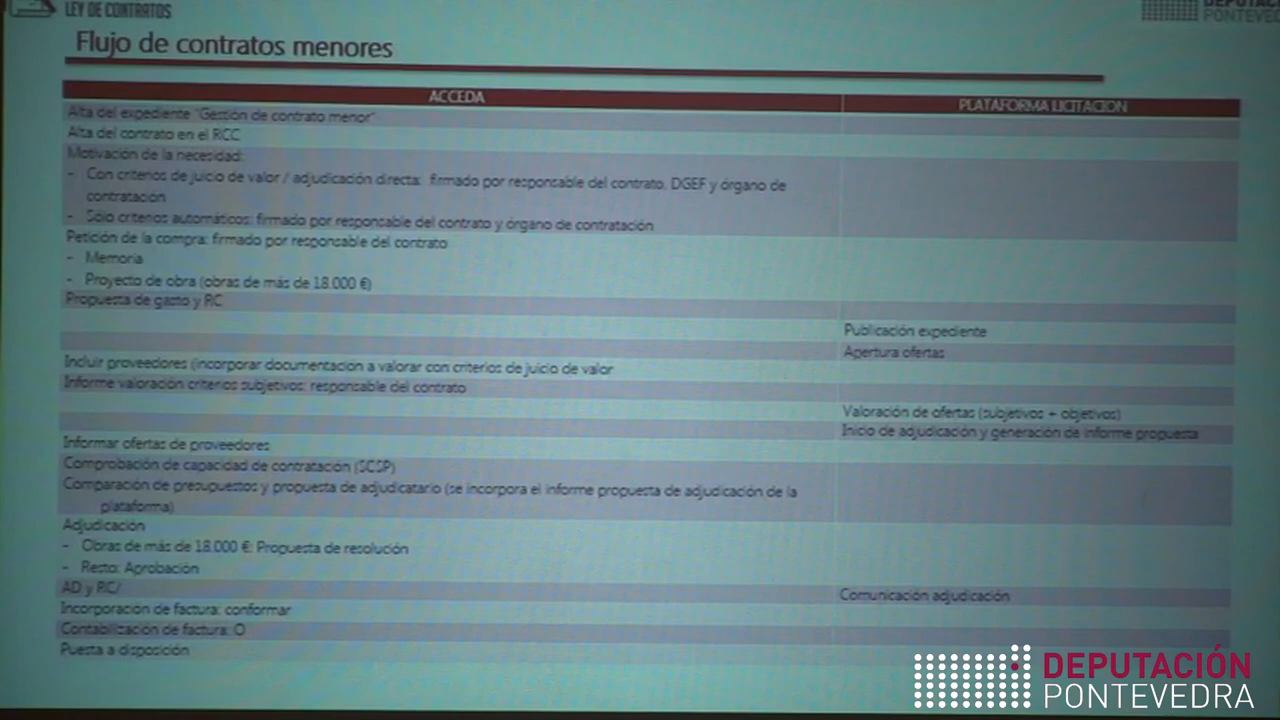 LEY DE CONTRATOS
DEPUTACI
PONTEVED
Flujo de contratos menores
ACCEDA
PLATAFORMA LICITACION
Alta del expediente "Gestión de contrato menor"
Alta del contrato en el RCC
Motivación de la necesidad:
- Con criterios de juicio de valor / adjudicación directa: firmado por responsable del contrato, DGEF y órgano de
contratación
- Sólo criterios automáticos: firmado por responsable del contrato y órgano de contratación
Petición de la compra: firmado por responsable del contrato
- Memoria
- Proyecto de obra (obras de más de 18.000 €)
Propuesta de gasto y RC
Publicación expediente
Apertura ofertas
Incluir proveedores (incorporar documentación a valorar con criterios de juicio de valor
Informe valoración criterios subjetivos: responsable del contrato
Valoración de ofertas (subjetivos + objetivos)
Inicio de adjudicación y generación de informe propuesta
Informar ofertas de proveedores
Comprobación de capacidad de contratación (SCSP)
Comparación de presupuestos y propuesta de adjudicatario (se incorpora el informe propuesta de adjudicación de la
plataforma)
Adjudicación
- Obras de más de 18.000 €: Propuesta de resolución
- Resto: Aprobación
AD y RC/
Comunicación adjudicación
Incorporación de factura: conformar
Contabilización de factura: O
Puesta a disposición
DEPUTACIÓN
PONTEVEDRA